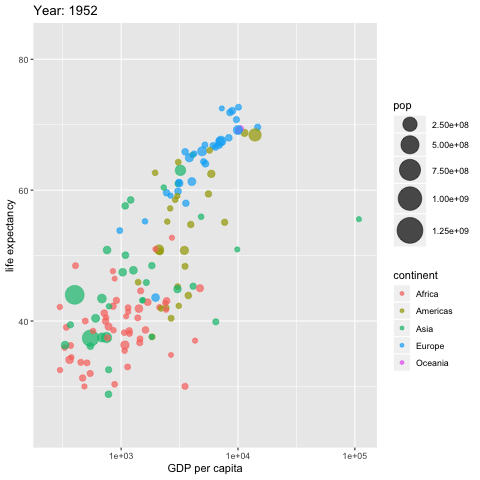 Year: 1952
life expectancy
80
60
40
1e+03
1e+04
1e+05
GDP per capita
pop
2.50e+08
5.00e+08
7.50e+08
1.00e+09
1.25e+09
continent
Africa
Americas
Asia
Europe
Oceania